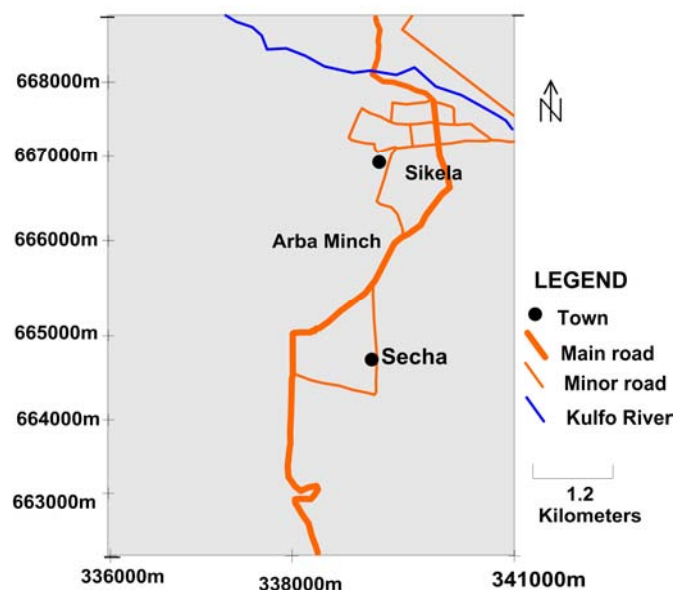 668000m
667000m
666000m
665000m
664000m
663000m
336000m
338000m
341000m
Sikela
Arba Minch
Secha
N
LEGEND
Town
Main road
Minor road
Kulfo River
1.2
Kilometers